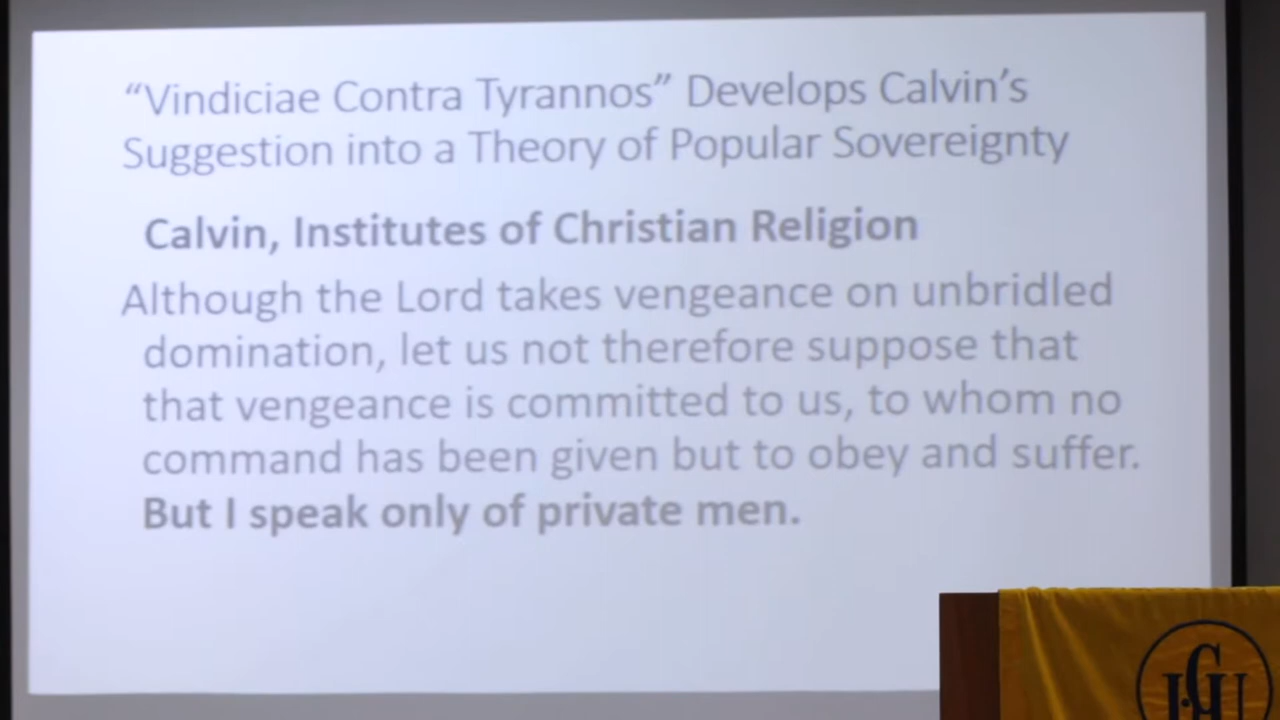 “Vindiciae Contra Tyrannos” Develops Calvin’s
Suggestion into a Theory of Popular Sovereignty
Calvin, Institutes of Christian Religion
Although the Lord takes vengeance on unbridled
domination, let us not therefore suppose that
that vengeance is committed to us, to whom no
command has been given but to obey and suffer.
But I speak only of private men.